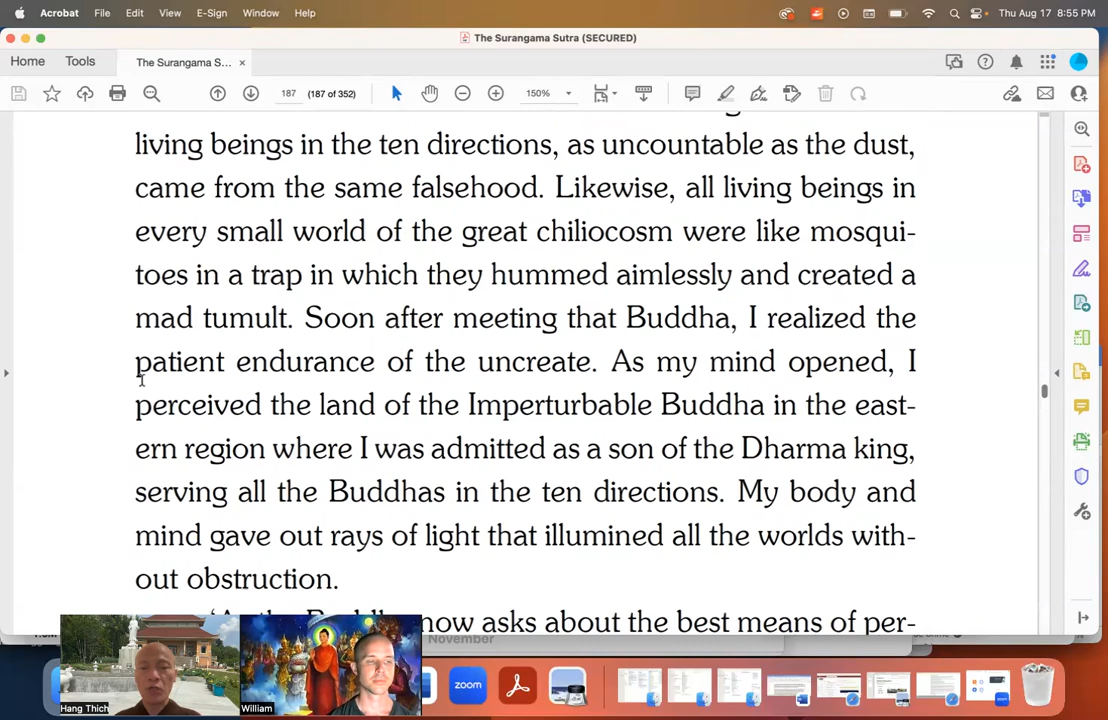 Acrobat File Edit View E-Sign Window Help Thu Aug 17 8:55 PM
The Surangama Sutra (SECURED)
Home Tools The Surangama S... ×
187 (187 of 352) 150%
living beings in the ten directions, as uncountable as the dust,
came from the same falsehood. Likewise, all living beings in
every small world of the great chiliocosm were like mosqui-
toes in a trap in which they hummed aimlessly and created a
mad tumult. Soon after meeting that Buddha, I realized the
patient endurance of the uncreate. As my mind opened, I
perceived the land of the Imperturbable Buddha in the east-
ern region where I was admitted as a son of the Dharma king,
serving all the Buddhas in the ten directions. My body and
mind gave out rays of light that illumined all the worlds with-
out obstruction.
now asks about the best means of per-
November
zoom
Hang Thich William